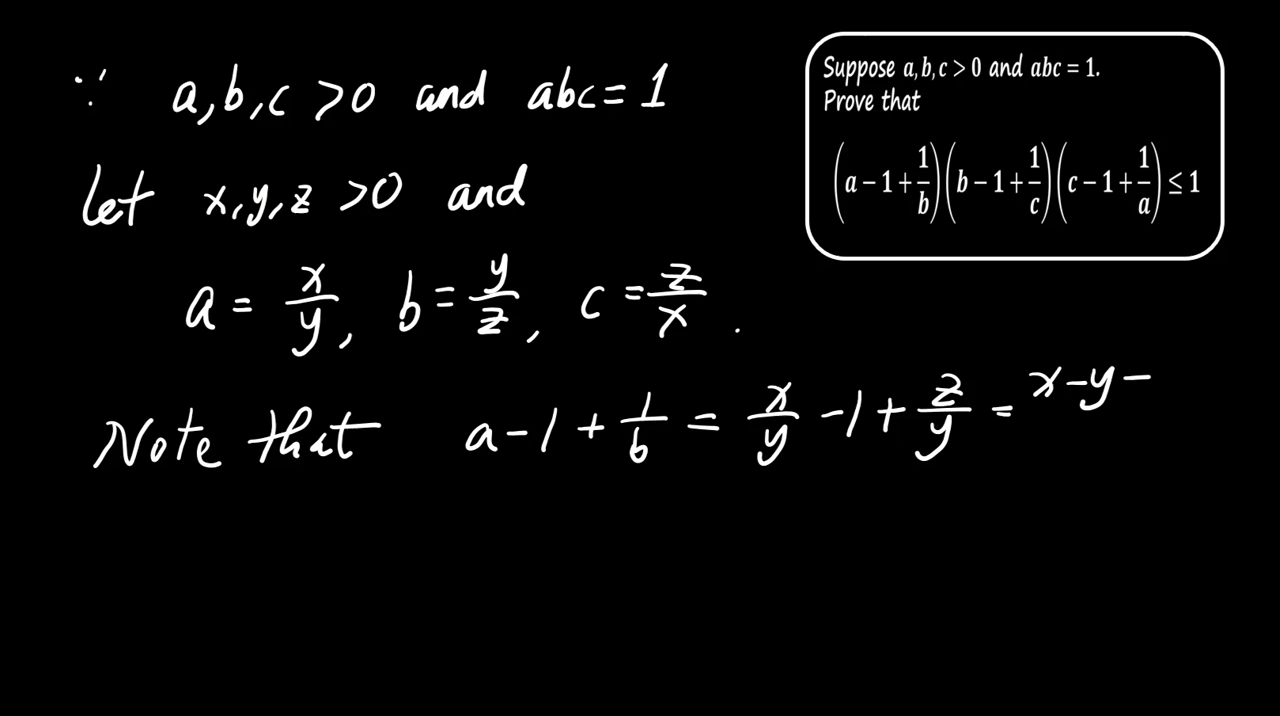 ∵ a, b, c > 0 and abc = 1
Let x, y, z > 0 and
a = x/y, b = y/z, c = z/x.
Note that a - 1 + 1/b = x/y - 1 + z/y = x - y -
Suppose a, b, c > 0 and abc = 1.
Prove that
(a - 1 + 1/b)(b - 1 + 1/c)(c - 1 + 1/a) ≤ 1